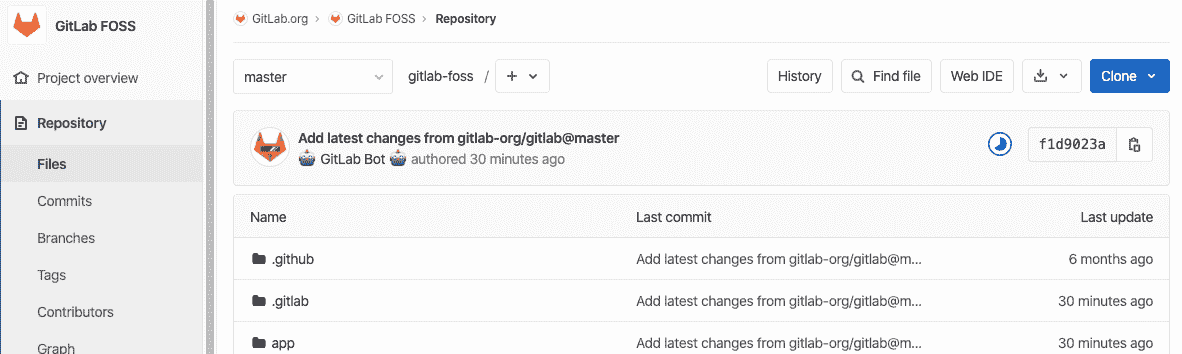 GitLab FOSS
Project overview
Repository
Files
Commits
Branches
Tags
Contributors
Graph
GitLab.org › GitLab FOSS › Repository
master gitlab-foss / + History Find file Web IDE Clone
Add latest changes from gitlab-org/gitlab@master
GitLab Bot authored 30 minutes ago
f1d9023a
Name Last commit Last update
.github Add latest changes from gitlab-org/gitlab@m... 6 months ago
.gitlab Add latest changes from gitlab-org/gitlab@m... 30 minutes ago
app Add latest changes from gitlab-org/gitlab@m... 30 minutes ago